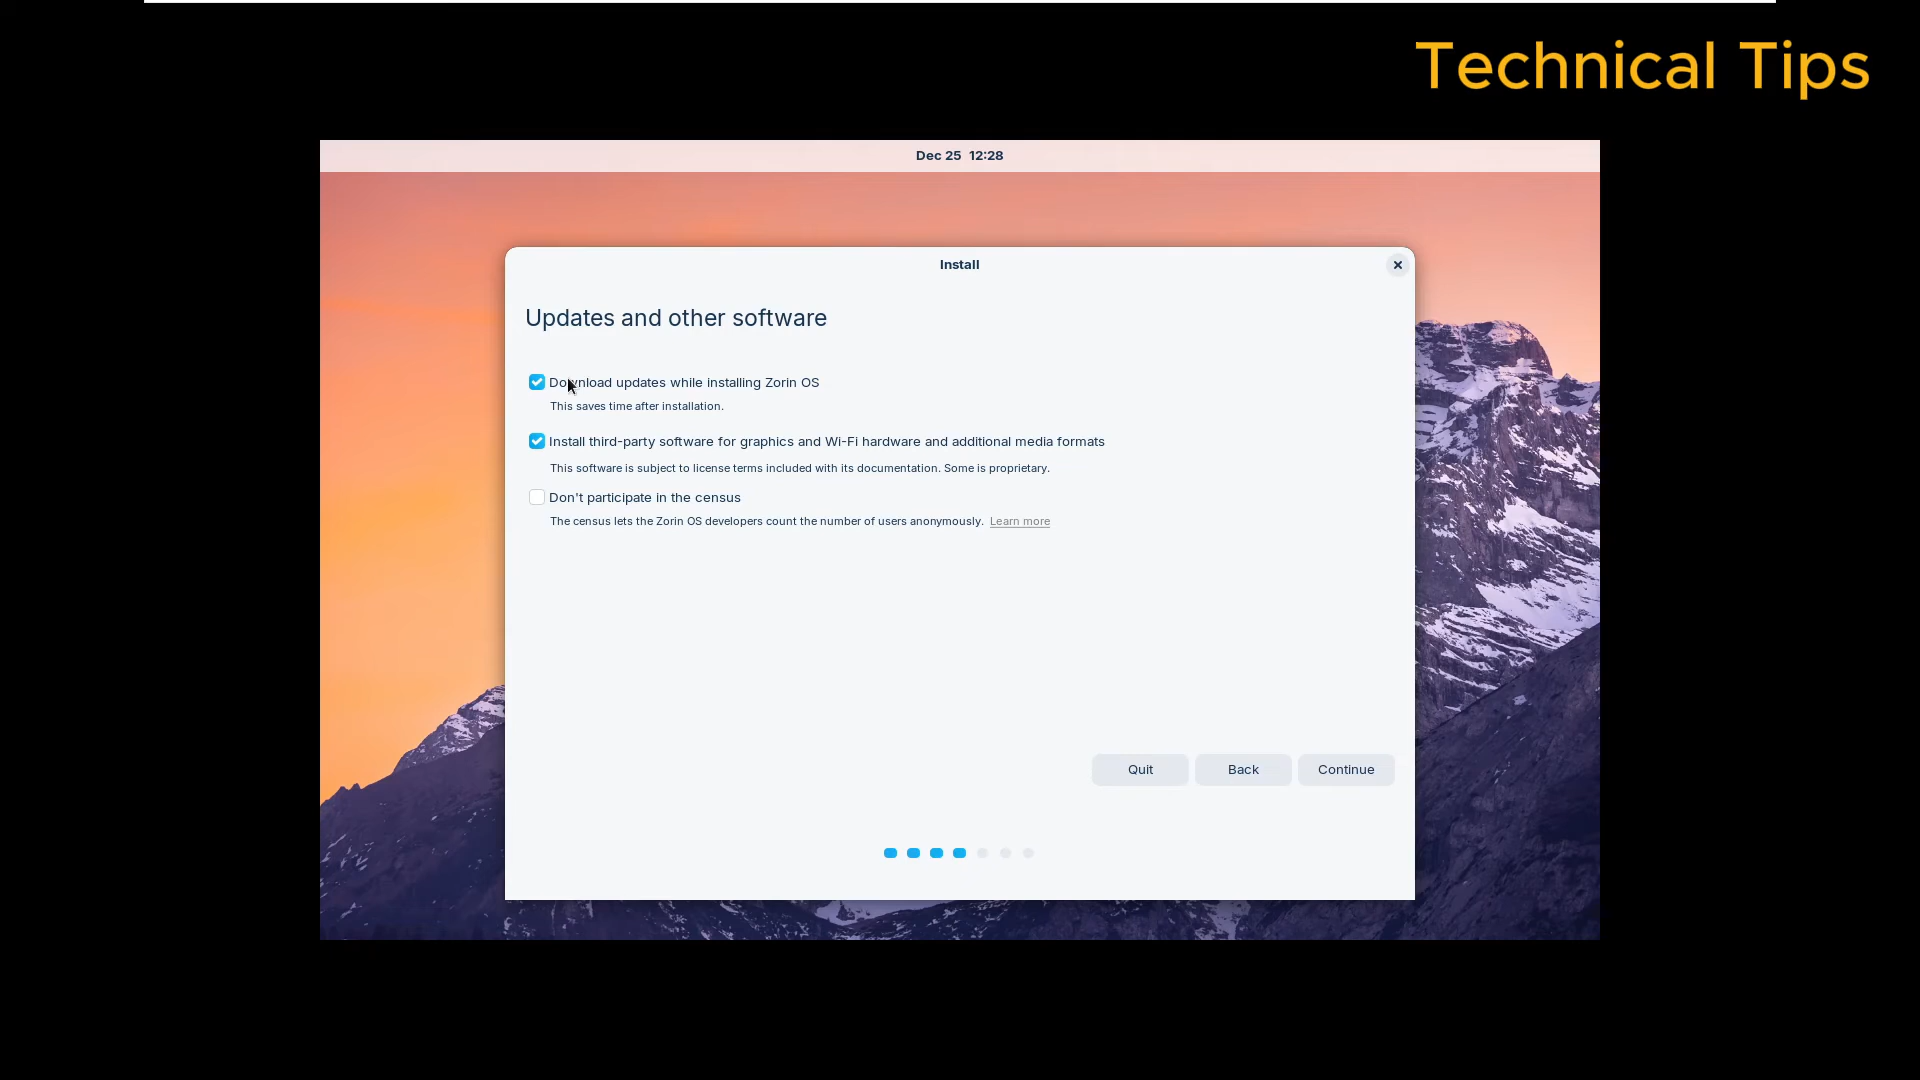 Technical Tips
Dec 25 12:28
Install
Updates and other software
Download updates while installing Zorin OS
This saves time after installation.
Install third-party software for graphics and Wi-Fi hardware and additional media formats
This software is subject to license terms included with its documentation. Some is proprietary.
Don't participate in the census
The census lets the Zorin OS developers count the number of users anonymously. Learn more
Quit Back Continue